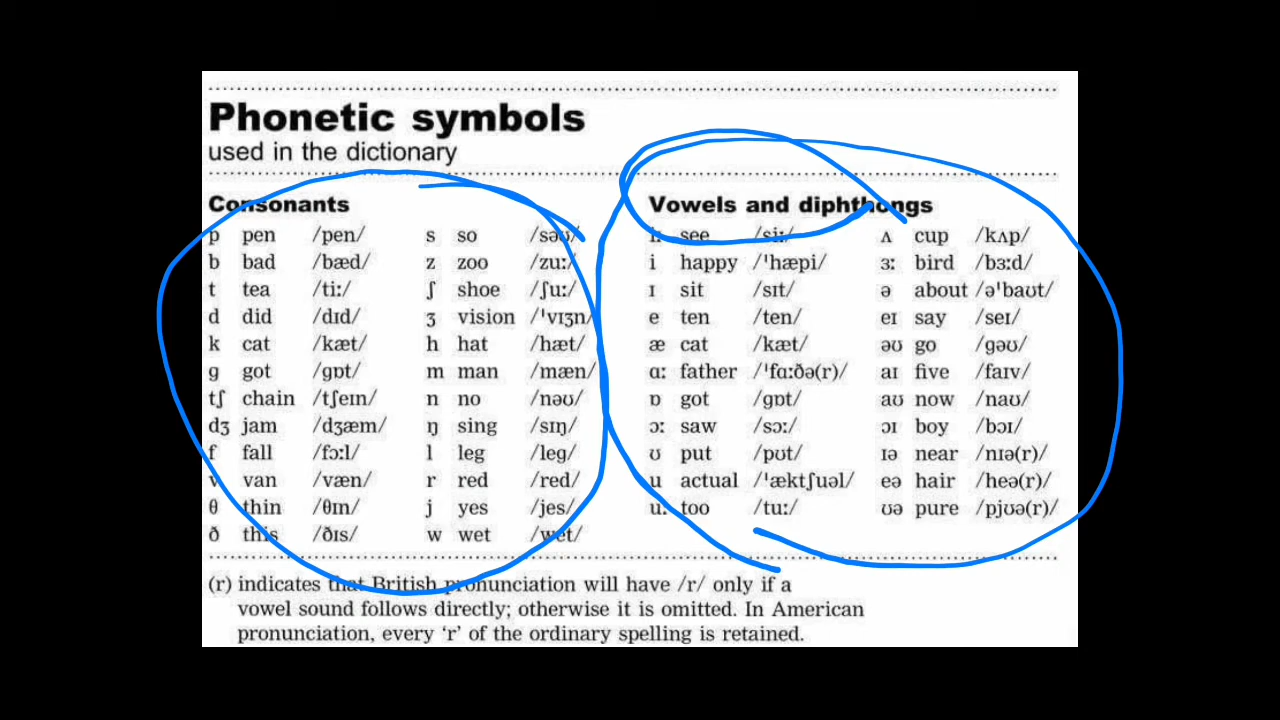 Phonetic symbols
used in the dictionary
Consonants
p pen /pen/ s so /səʊ/
b bad /bæd/ z zoo /zuː/
t tea /tiː/ ʃ shoe /ʃuː/
d did /dɪd/ ʒ vision /ˈvɪʒn/
k cat /kæt/ h hat /hæt/
ɡ got /ɡɒt/ m man /mæn/
tʃ chain /tʃeɪn/ n no /nəʊ/
dʒ jam /dʒæm/ ŋ sing /sɪŋ/
f fall /fɔːl/ l leg /leɡ/
v van /væn/ r red /red/
θ thin /θɪn/ j yes /jes/
ð this /ðɪs/ w wet /wet/
Vowels and diphthongs
iː see /siː/ ʌ cup /kʌp/
i happy /ˈhæpi/ ɜː bird /bɜːd/
ɪ sit /sɪt/ ə about /əˈbaʊt/
e ten /ten/ eɪ say /seɪ/
æ cat /kæt/ əʊ go /ɡəʊ/
ɑː father /ˈfɑːðə(r)/ aɪ five /faɪv/
ɒ got /ɡɒt/ aʊ now /naʊ/
ɔː saw /sɔː/ ɔɪ boy /bɔɪ/
ʊ put /pʊt/ ɪə near /nɪə(r)/
u actual /ˈæktʃuəl/ eə hair /heə(r)/
uː too /tuː/ ʊə pure /pjʊə(r)/
(r) indicates that British pronunciation will have /r/ only if a
vowel sound follows directly; otherwise it is omitted. In American
pronunciation, every ‘r’ of the ordinary spelling is retained.